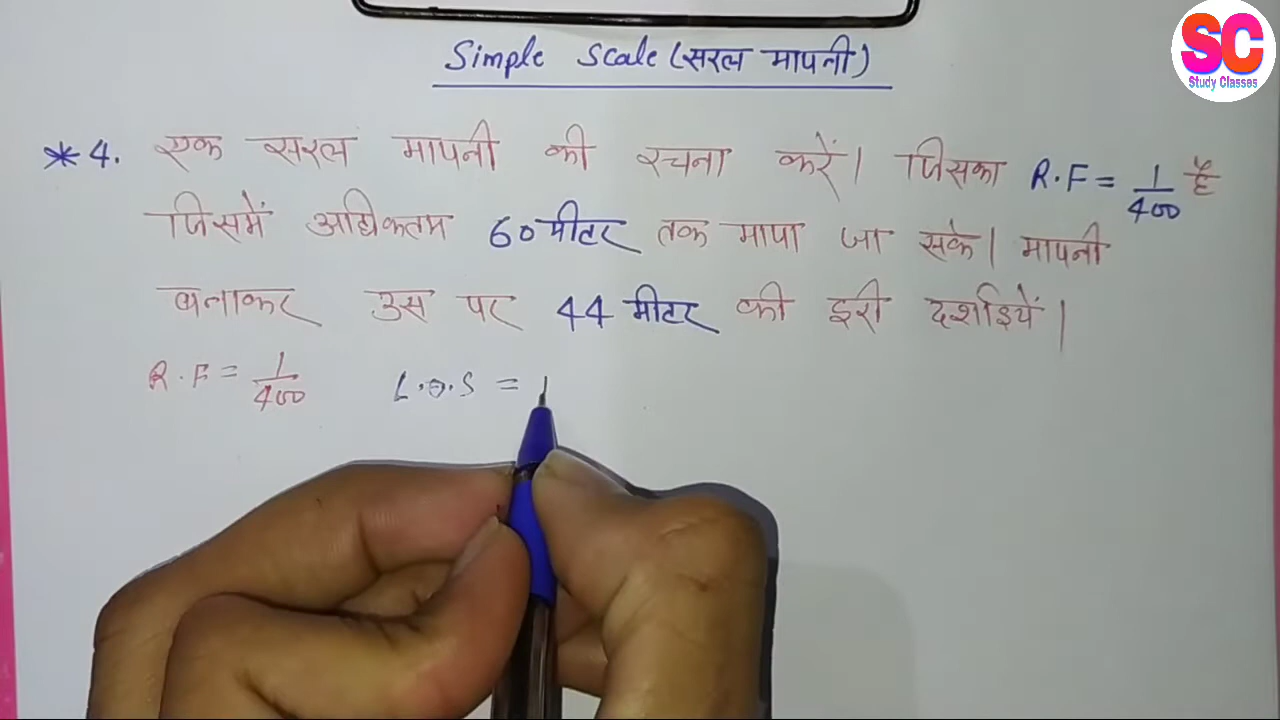 SC
Study Classes
Simple Scale (सरल मापनी)
*4. एक सरल मापनी की रचना करें। जिसका R.F = 1/400 है
जिसमें अधिकतम 60 मीटर तक मापा जा सके। मापनी
बनाकर उस पर 44 मीटर की दूरी दर्शाइये।
R.F = 1/400 L.O.S =